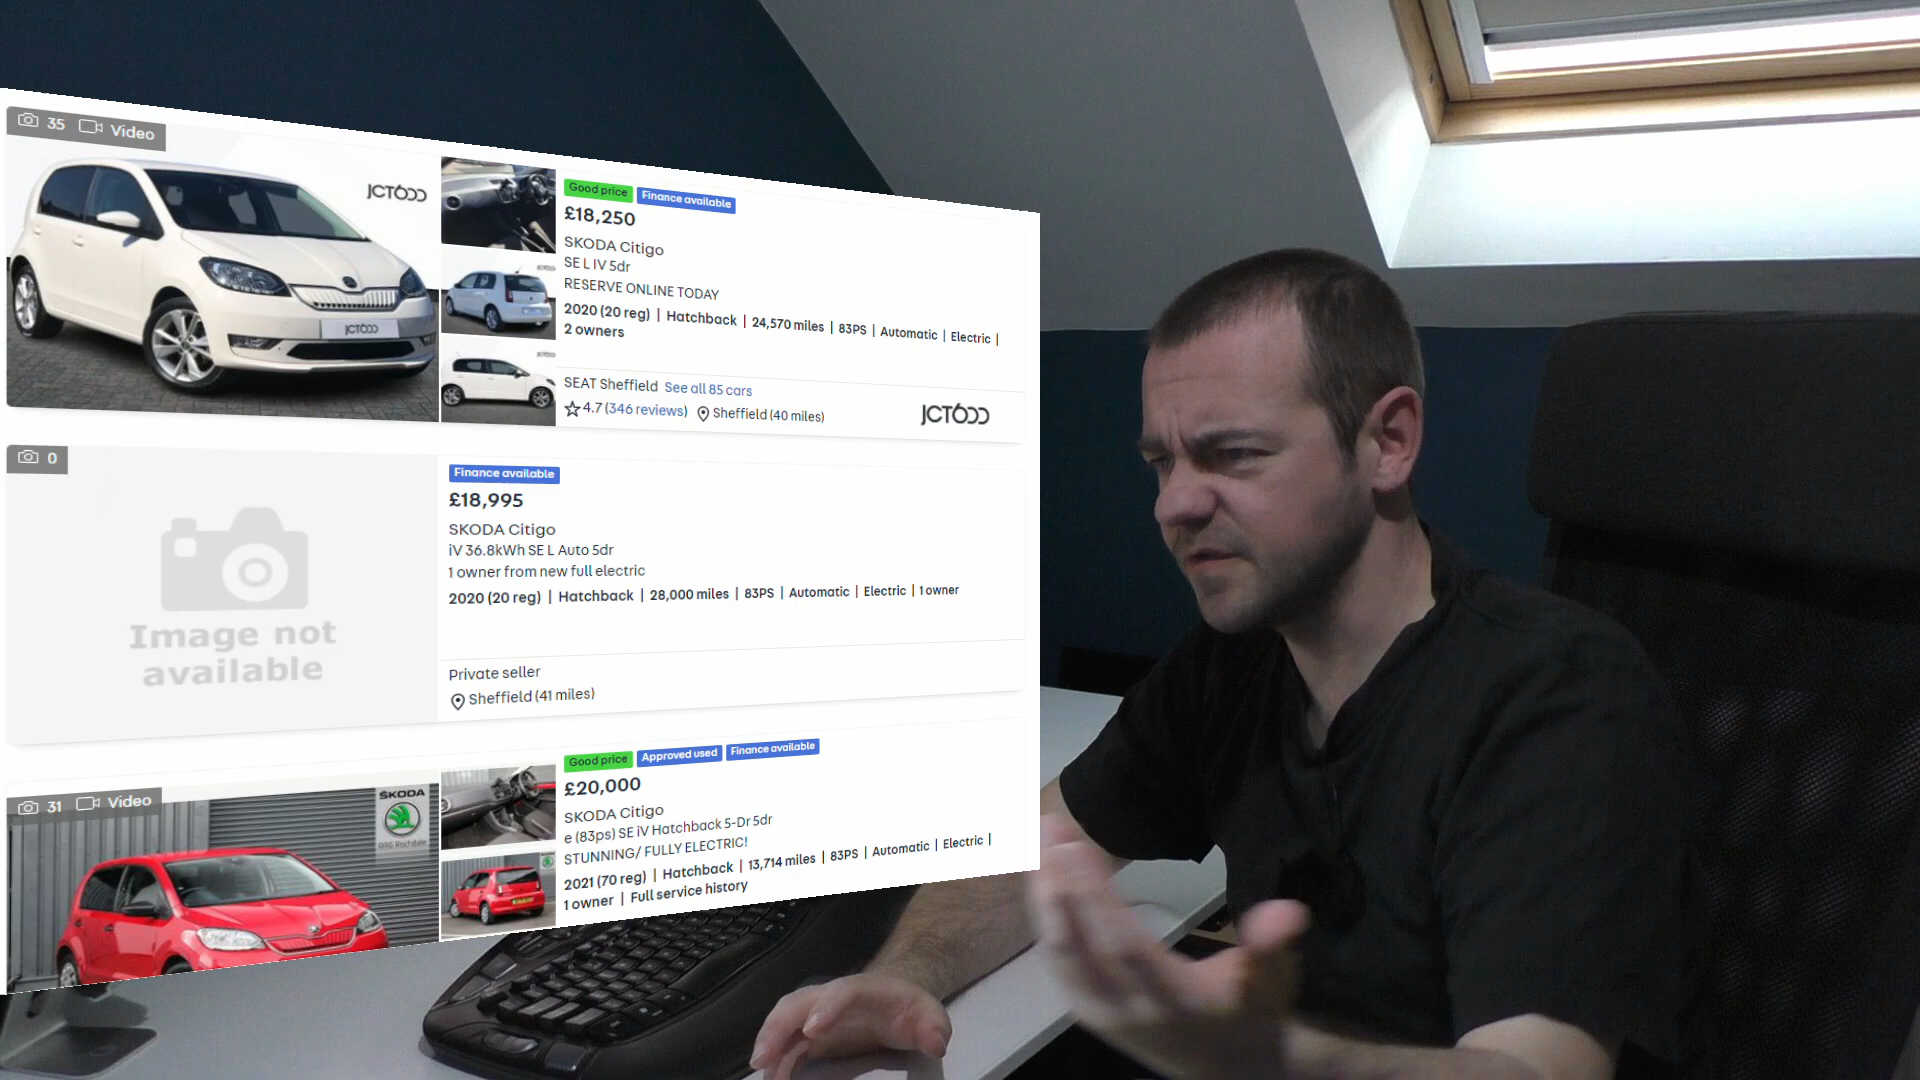 35 Video
JCT600
JCT600
Good price Finance available
£18,250
SKODA Citigo
SE L IV 5dr
RESERVE ONLINE TODAY
2020 (20 reg) | Hatchback | 24,570 miles | 83PS | Automatic | Electric |
2 owners
SEAT Sheffield See all 85 cars
4.7 (346 reviews) Sheffield (40 miles)
JCT600
0
Image not
available
Finance available
£18,995
SKODA Citigo
iV 36.8kWh SE L Auto 5dr
1 owner from new full electric
2020 (20 reg) | Hatchback | 28,000 miles | 83PS | Automatic | Electric | 1 owner
Private seller
Sheffield (41 miles)
31 Video
ŠKODA
RRG Rochdale
Good price Approved used Finance available
£20,000
SKODA Citigo
e (83ps) SE iV Hatchback 5-Dr 5dr
STUNNING/ FULLY ELECTRIC!
2021 (70 reg) | Hatchback | 13,714 miles | 83PS | Automatic | Electric |
1 owner | Full service history